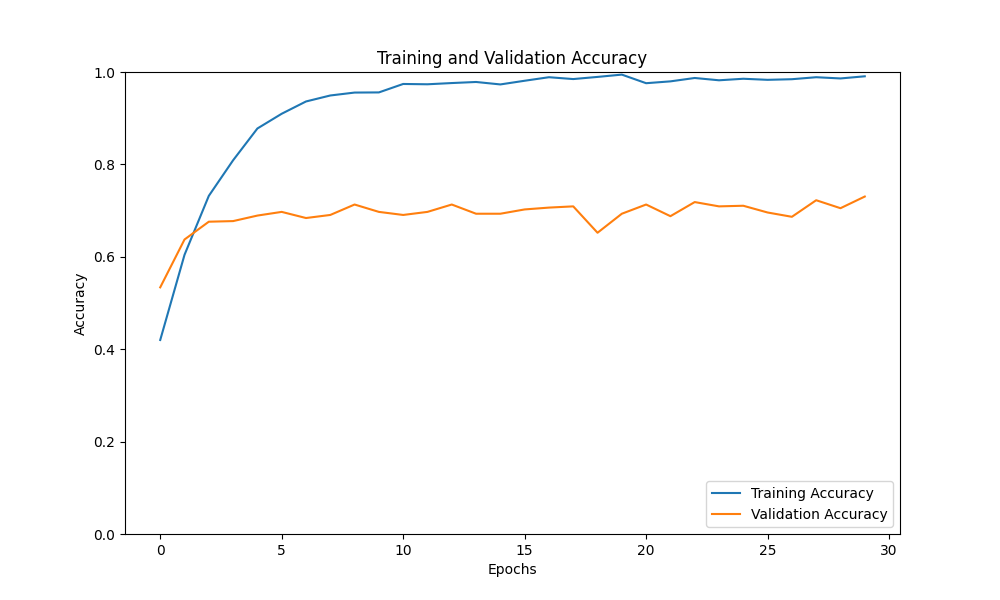 Training and Validation Accuracy
1.0
0.8
0.6
0.4
0.2
0.0
Accuracy
0 5 10 15 20 25 30
Epochs
Training Accuracy
Validation Accuracy